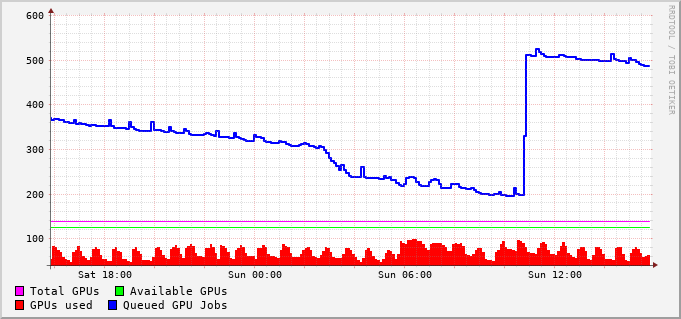 600
500
400
300
200
100
Sat 18:00 Sun 00:00 Sun 06:00 Sun 12:00
Total GPUs Available GPUs
GPUs used Queued GPU Jobs
RRDTOOL / TOBI OETIKER